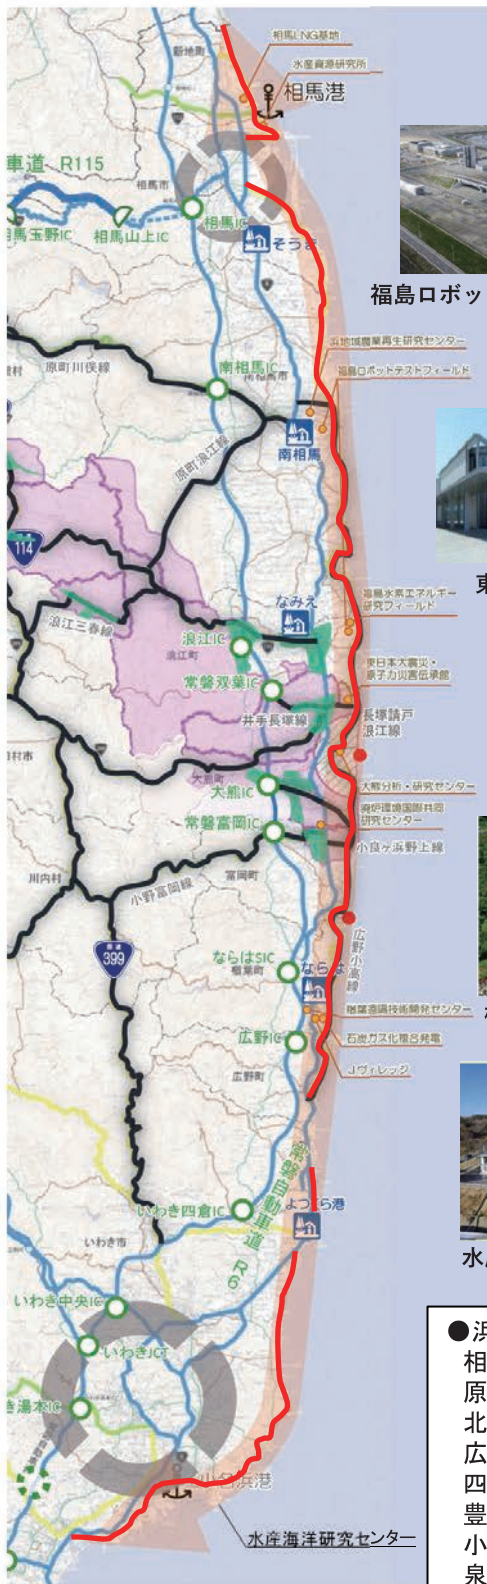 相馬LNG基地
新地町
水産資源研究所
相馬港
車道 R115
相馬市
相馬玉野IC
相馬山上IC
相馬IC
そうま
福島ロボッ
浜地域農業再生研究センター
原町川俣線
南相馬IC
南相馬市
福島ロボットテストフィールド
南相馬
原町浪江線
114
東
福島水素エネルギー
研究フィールド
なみえ
浪江三春線
浪江IC
浪江町
東日本大震災・
原子力災害伝承館
常磐双葉IC
井手長塚線
長塚請戸
浪江線
田村市
大熊町
大熊IC
大熊分析・研究センター
廃炉環境国際共同
研究センター
常磐富岡IC
小良ヶ浜野上線
川内村
富岡町
小野富岡線
広野小高線
399
ならはSIC
楢葉町
ならは
楢葉遠隔技術開発センター
広野IC
石炭ガス化複合発電
広野町
Jヴィレッジ
常磐自動車道 R6
いわき四倉IC
よつくら港
いわき市
水
いわき中央IC
いわきJCT
き湯本IC
小名浜港
水産海洋研究センター
●浜
相
原
北
広
四
豊
小
泉